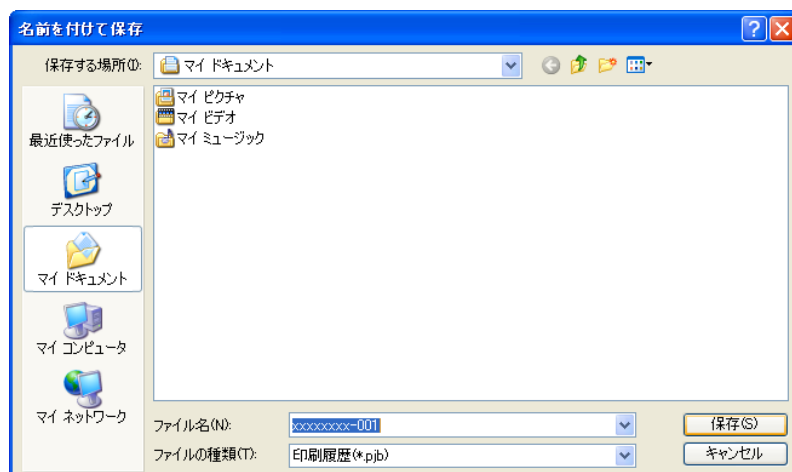 名前を付けて保存
保存する場所(I):
マイ ドキュメント
マイ ピクチャ
マイ ビデオ
マイ ミュージック
最近使ったファイル
デスクトップ
マイ ドキュメント
マイ コンピュータ
マイ ネットワーク
ファイル名(N):
xxxxxxxx-001
保存(S)
ファイルの種類(T):
印刷履歴(*.pjb)
キャンセル